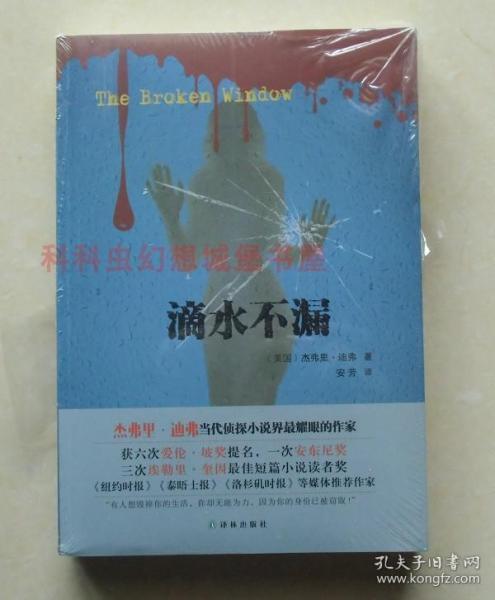 The Broken Window
科科虫幻想城堡书屋
滴水不漏
（美国）杰弗里·迪弗 著
安芳 译
杰弗里·迪弗当代侦探小说界最耀眼的作家
获六次爱伦·坡奖提名，一次安东尼奖
三次埃勒里·奎因最佳短篇小说读者奖
《纽约时报》《泰晤士报》《洛杉矶时报》等媒体推荐作家
“有人想毁掉你的生活，你却无能为力，因为你的身份已被窃取！”
译林出版社
孔夫子旧书网
www.kongfz.com